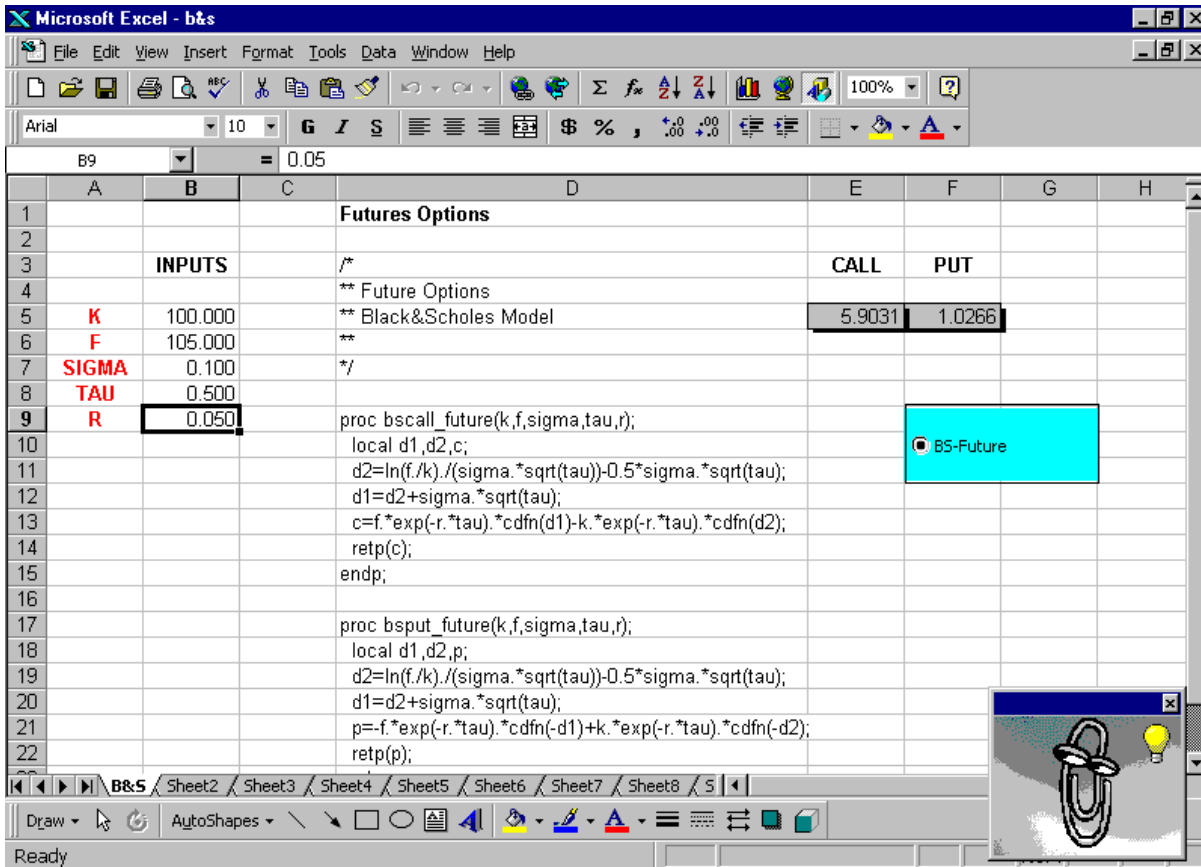 Microsoft Excel - b&s
File Edit View Insert Format Tools Data Window Help
ABC Σ fx A Z Z A 100% ?
Arial 10 G I S $ % , +.0 .00 .00 +.0 A
B9 = 0.05
A B C D E F G H
1 Futures Options
2
3 INPUTS /* CALL PUT
4 ** Future Options
5 K 100.000 ** Black&Scholes Model 5.9031 1.0266
6 F 105.000 **
7 SIGMA 0.100 */
8 TAU 0.500
9 R 0.050 proc bscall_future(k,f,sigma,tau,r);
10 local d1,d2,c; BS-Future
11 d2=ln(f./k)./(sigma.*sqrt(tau))-0.5*sigma.*sqrt(tau);
12 d1=d2+sigma.*sqrt(tau);
13 c=f.*exp(-r.*tau).*cdfn(d1)-k.*exp(-r.*tau).*cdfn(d2);
14 retp(c);
15 endp;
16
17 proc bsput_future(k,f,sigma,tau,r);
18 local d1,d2,p;
19 d2=ln(f./k)./(sigma.*sqrt(tau))-0.5*sigma.*sqrt(tau);
20 d1=d2+sigma.*sqrt(tau);
21 p=-f.*exp(-r.*tau).*cdfn(-d1)+k.*exp(-r.*tau).*cdfn(-d2);
22 retp(p);
B&S Sheet2 Sheet3 Sheet4 Sheet5 Sheet6 Sheet7 Sheet8 S
Draw AutoShapes A A
Ready